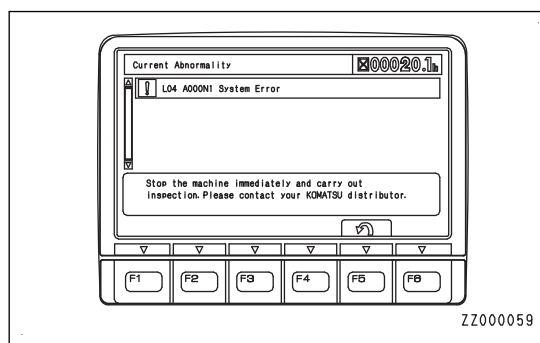 Current Abnormality
00020.1h
L04 A000N1 System Error
Stop the machine immediately and carry out
inspection. Please contact your KOMATSU distributor.
F1 F2 F3 F4 F5 F6
ZZ000059